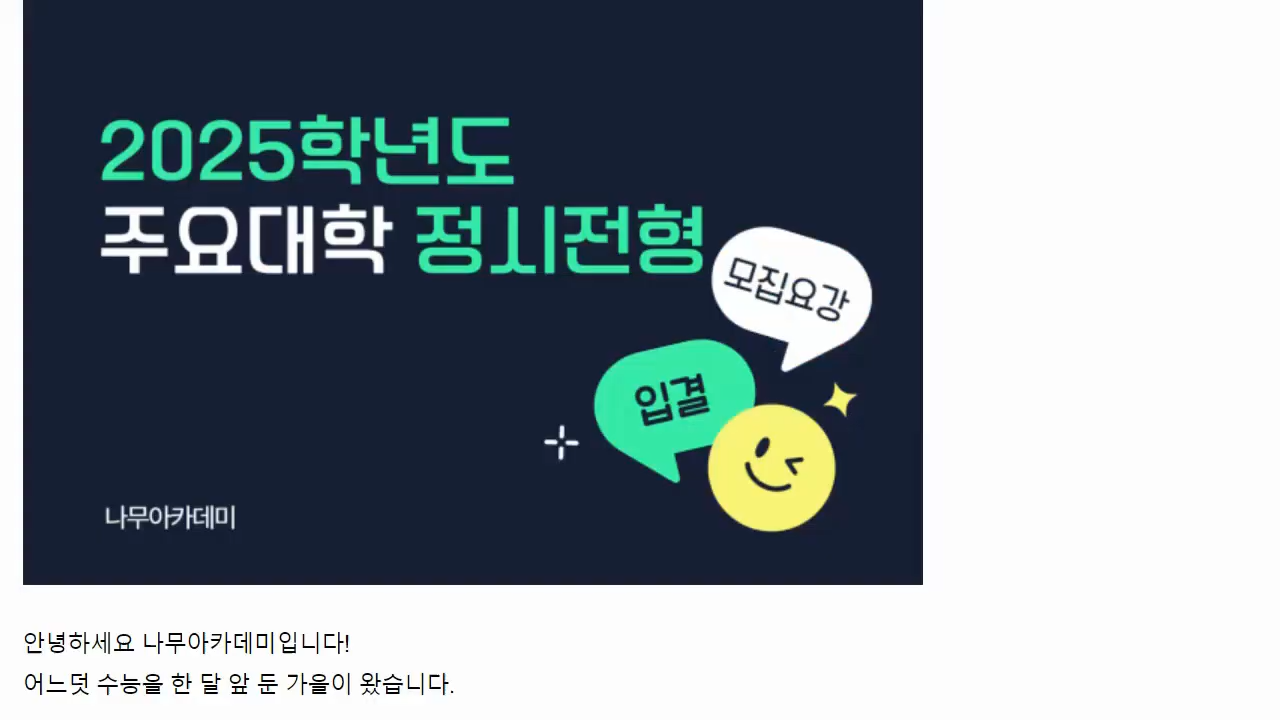 2025학년도
주요대학 정시전형
모집요강
입결
나무아카데미
안녕하세요 나무아카데미입니다!
어느덧 수능을 한 달 앞 둔 가을이 왔습니다.